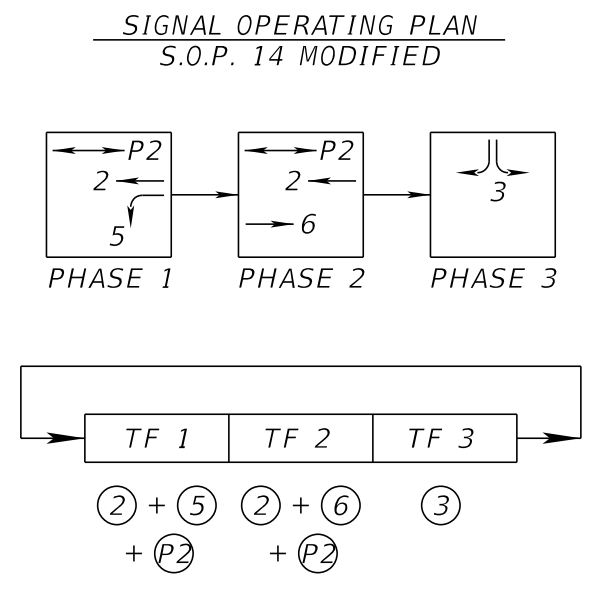 SIGNAL OPERATING PLAN
S.O.P. 14 MODIFIED
P2
2
5
PHASE 1
P2
2
6
PHASE 2
3
PHASE 3
TF 1 TF 2 TF 3
2 + 5
+ P2
2 + 6
+ P2
3